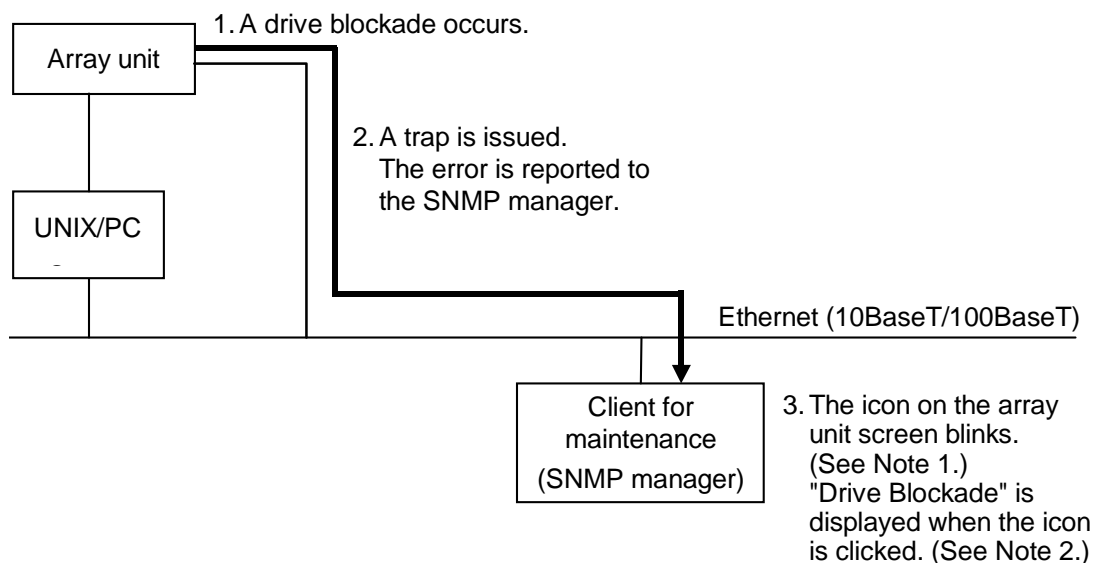 1. A drive blockade occurs.
Array unit
2. A trap is issued.
The error is reported to
the SNMP manager.
UNIX/PC
Ethernet (10BaseT/100BaseT)
Client for
maintenance
(SNMP manager)
3. The icon on the array
unit screen blinks.
(See Note 1.)
"Drive Blockade" is
displayed when the icon
is clicked. (See Note 2.)